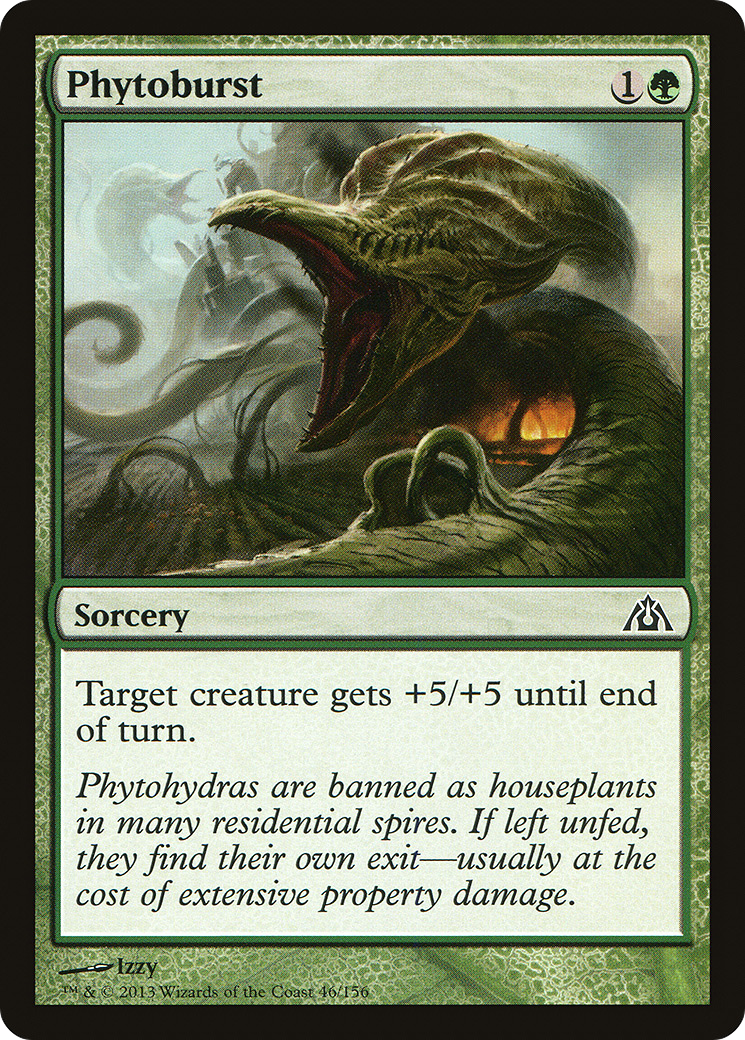 Phytoburst 1
Sorcery
Target creature gets +5/+5 until end
of turn.
Phytohydras are banned as houseplants
in many residential spires. If left unfed,
they find their own exit—usually at the
cost of extensive property damage.
Izzy
™ & © 2013 Wizards of the Coast 46/156